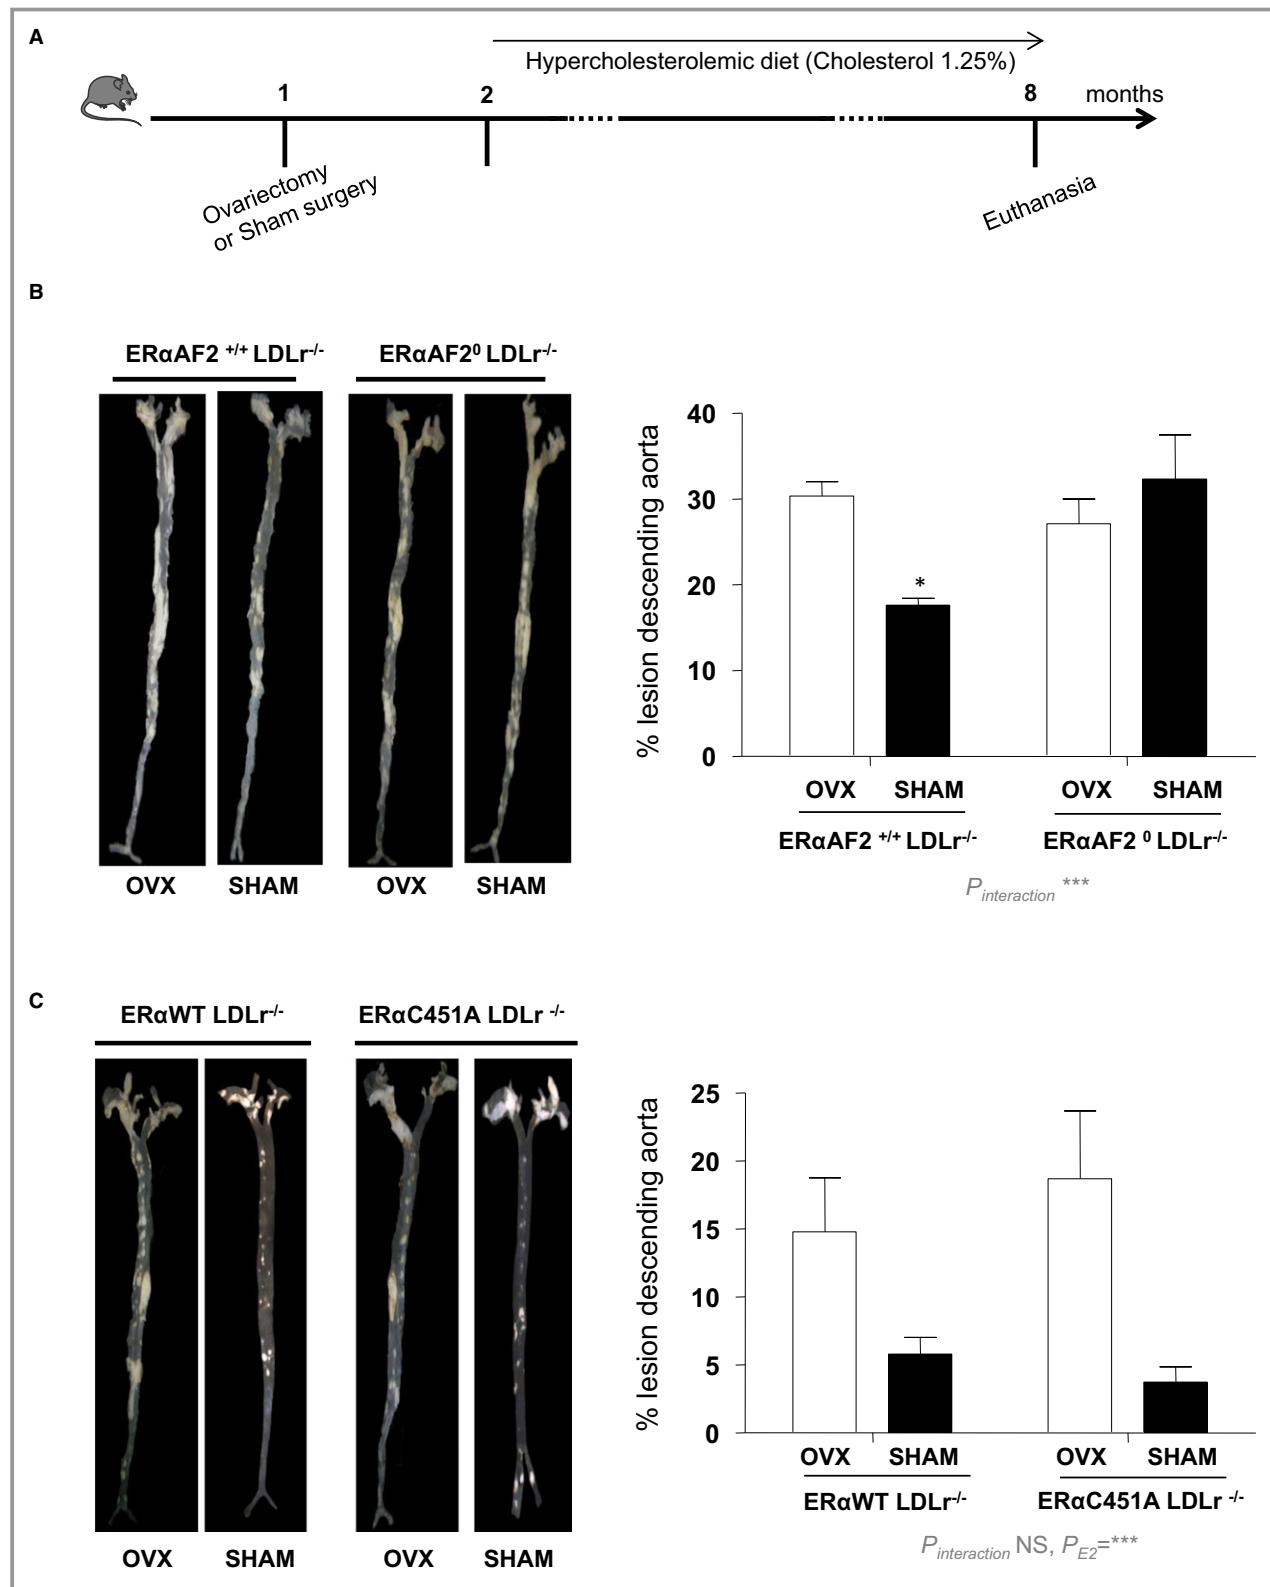 A
Hypercholesterolemic diet (Cholesterol 1.25%)
1
2
8
months
Ovariectomy
or Sham surgery
Euthanasia
B
ERαAF2 +/+ LDLr-/-
ERαAF20 LDLr-/-
OVX
SHAM
OVX
SHAM
% lesion descending aorta
40
30
20
10
0
*
OVX
SHAM
OVX
SHAM
ERαAF2 +/+ LDLr-/-
ERαAF2 0 LDLr-/-
Pinteraction ***
C
ERαWT LDLr-/-
ERαC451A LDLr -/-
OVX
SHAM
OVX
SHAM
% lesion descending aorta
25
20
15
10
5
0
OVX
SHAM
OVX
SHAM
ERαWT LDLr-/-
ERαC451A LDLr -/-
Pinteraction NS, PE2=***